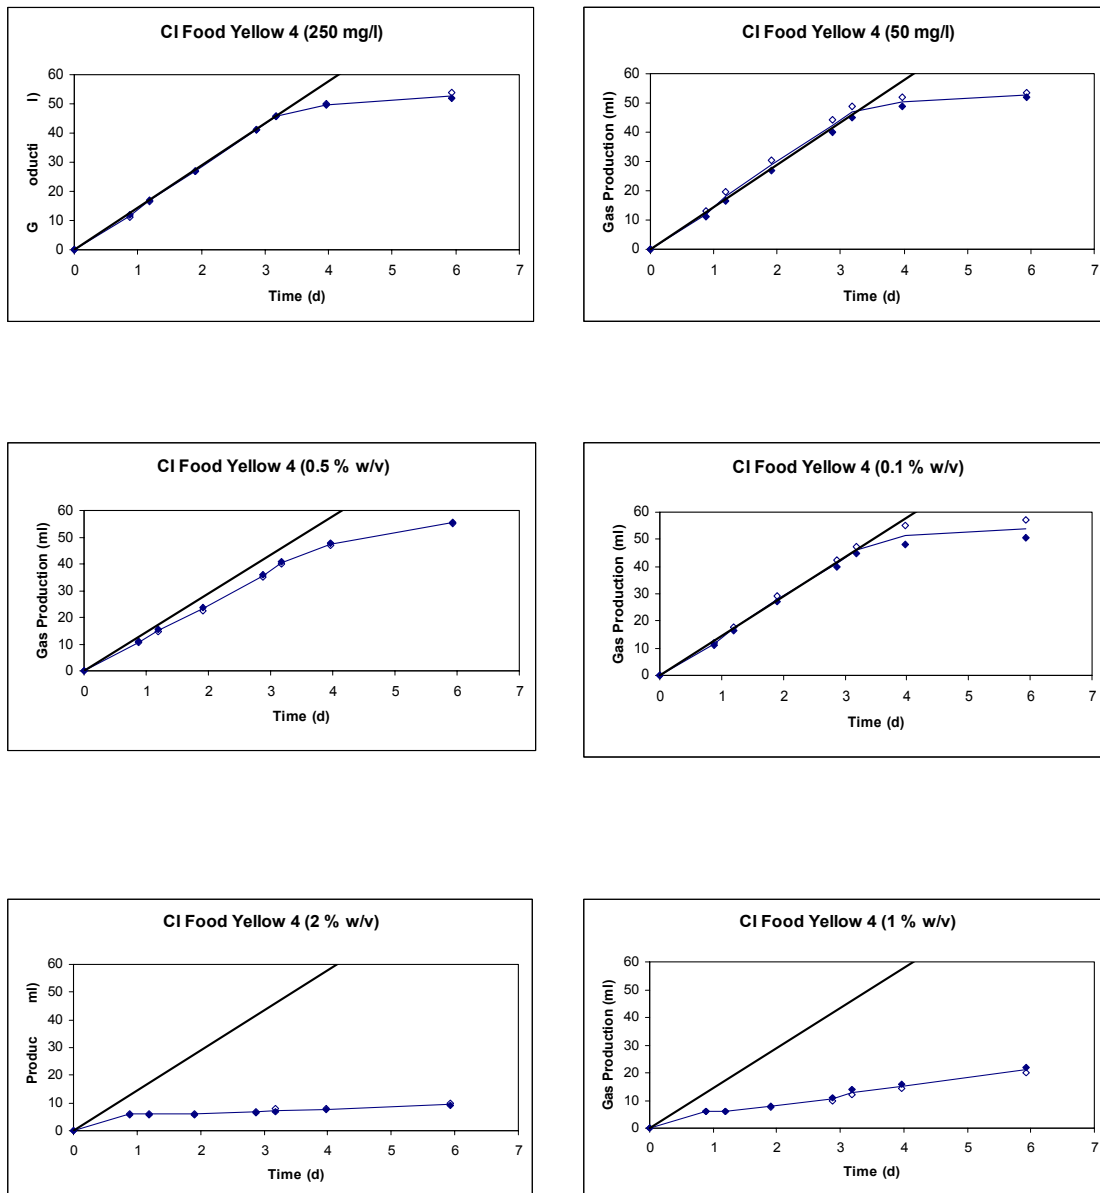 CI Food Yellow 4 (250 mg/l)
60
50
40
30
20
10
0
G oducti l)
0 1 2 3 4 5 6 7
Time (d)
CI Food Yellow 4 (50 mg/l)
60
50
40
30
20
10
0
Gas Production (ml)
0 1 2 3 4 5 6 7
Time (d)
CI Food Yellow 4 (0.5 % w/v)
60
50
40
30
20
10
0
Gas Production (ml)
0 1 2 3 4 5 6 7
Time (d)
CI Food Yellow 4 (0.1 % w/v)
60
50
40
30
20
10
0
Gas Production (ml)
0 1 2 3 4 5 6 7
Time (d)
CI Food Yellow 4 (2 % w/v)
60
50
40
30
20
10
0
Produc ml)
0 1 2 3 4 5 6 7
Time (d)
CI Food Yellow 4 (1 % w/v)
60
50
40
30
20
10
0
Gas Production (ml)
0 1 2 3 4 5 6 7
Time (d)